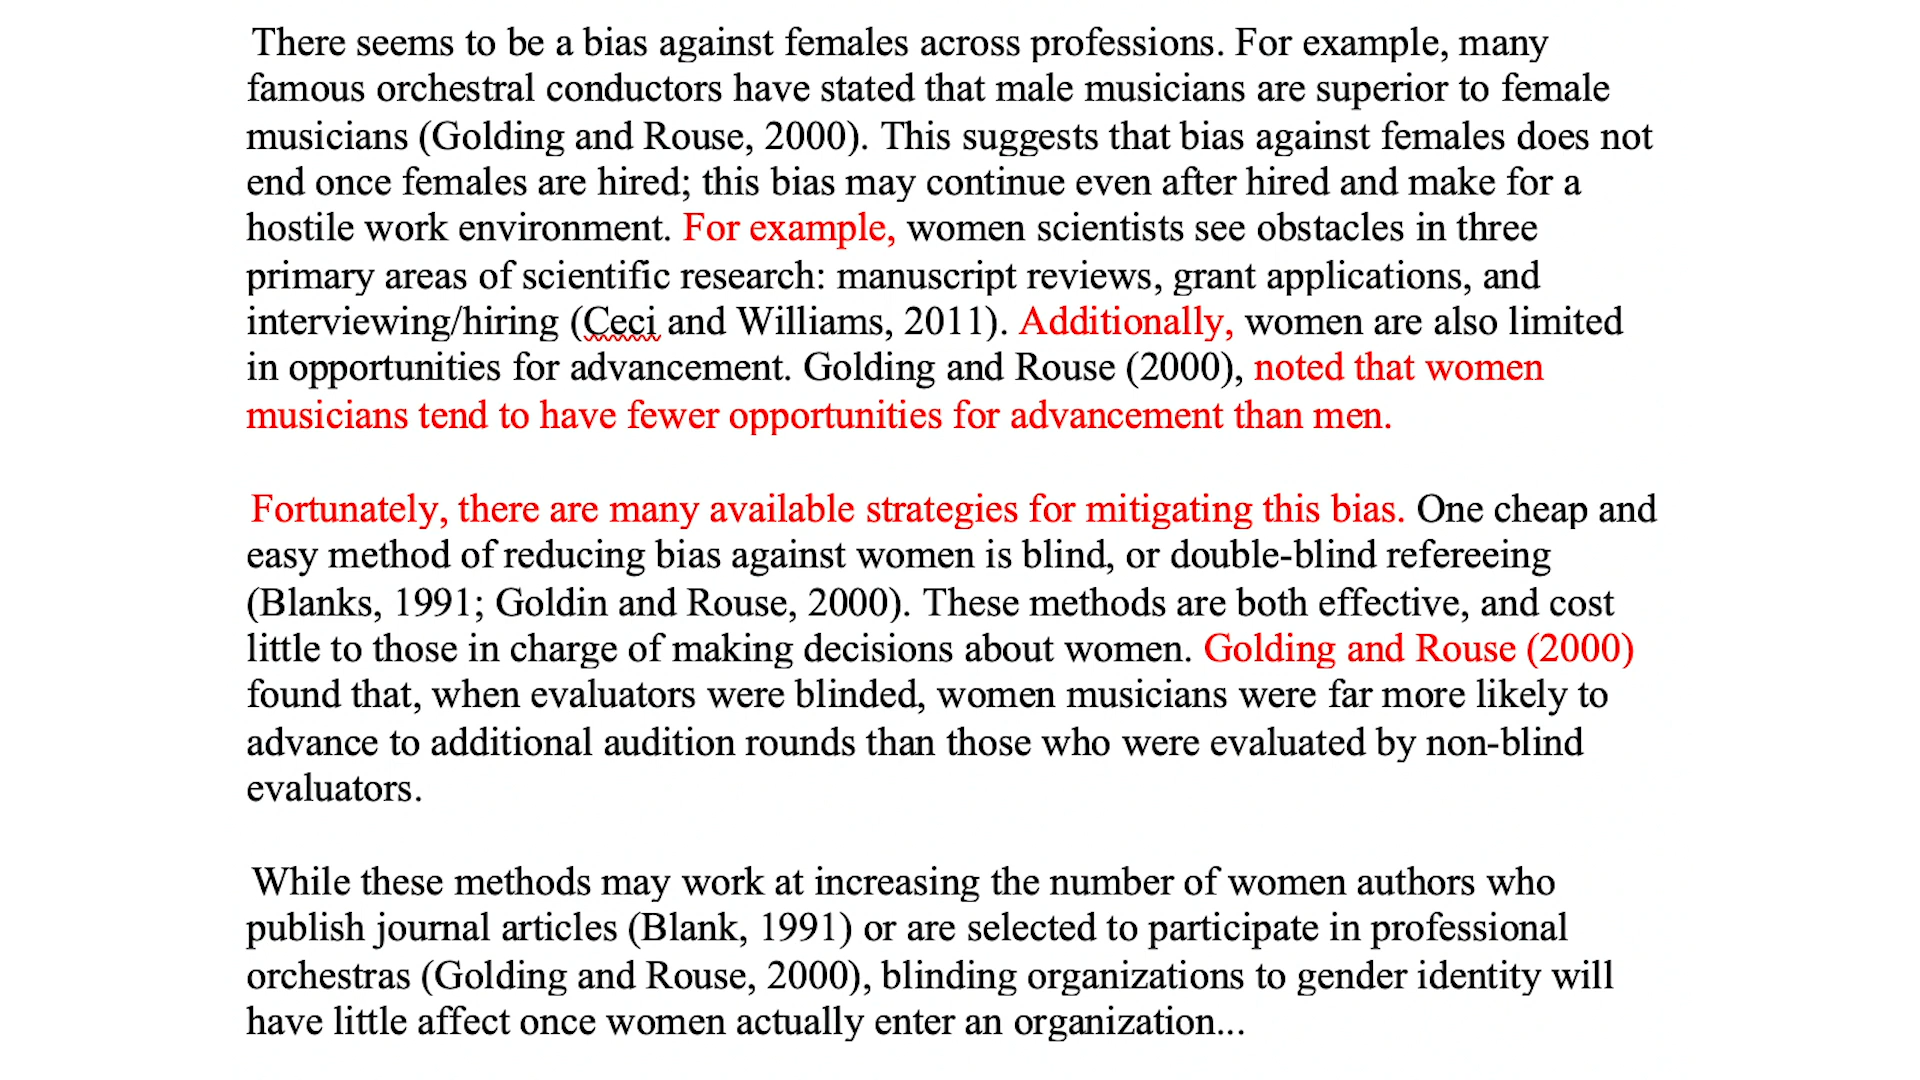 There seems to be a bias against females across professions. For example, many
famous orchestral conductors have stated that male musicians are superior to female
musicians (Golding and Rouse, 2000). This suggests that bias against females does not
end once females are hired; this bias may continue even after hired and make for a
hostile work environment. For example, women scientists see obstacles in three
primary areas of scientific research: manuscript reviews, grant applications, and
interviewing/hiring (Ceci and Williams, 2011). Additionally, women are also limited
in opportunities for advancement. Golding and Rouse (2000), noted that women
musicians tend to have fewer opportunities for advancement than men.
Fortunately, there are many available strategies for mitigating this bias. One cheap and
easy method of reducing bias against women is blind, or double-blind refereeing
(Blanks, 1991; Goldin and Rouse, 2000). These methods are both effective, and cost
little to those in charge of making decisions about women. Golding and Rouse (2000)
found that, when evaluators were blinded, women musicians were far more likely to
advance to additional audition rounds than those who were evaluated by non-blind
evaluators.
While these methods may work at increasing the number of women authors who
publish journal articles (Blank, 1991) or are selected to participate in professional
orchestras (Golding and Rouse, 2000), blinding organizations to gender identity will
have little affect once women actually enter an organization...